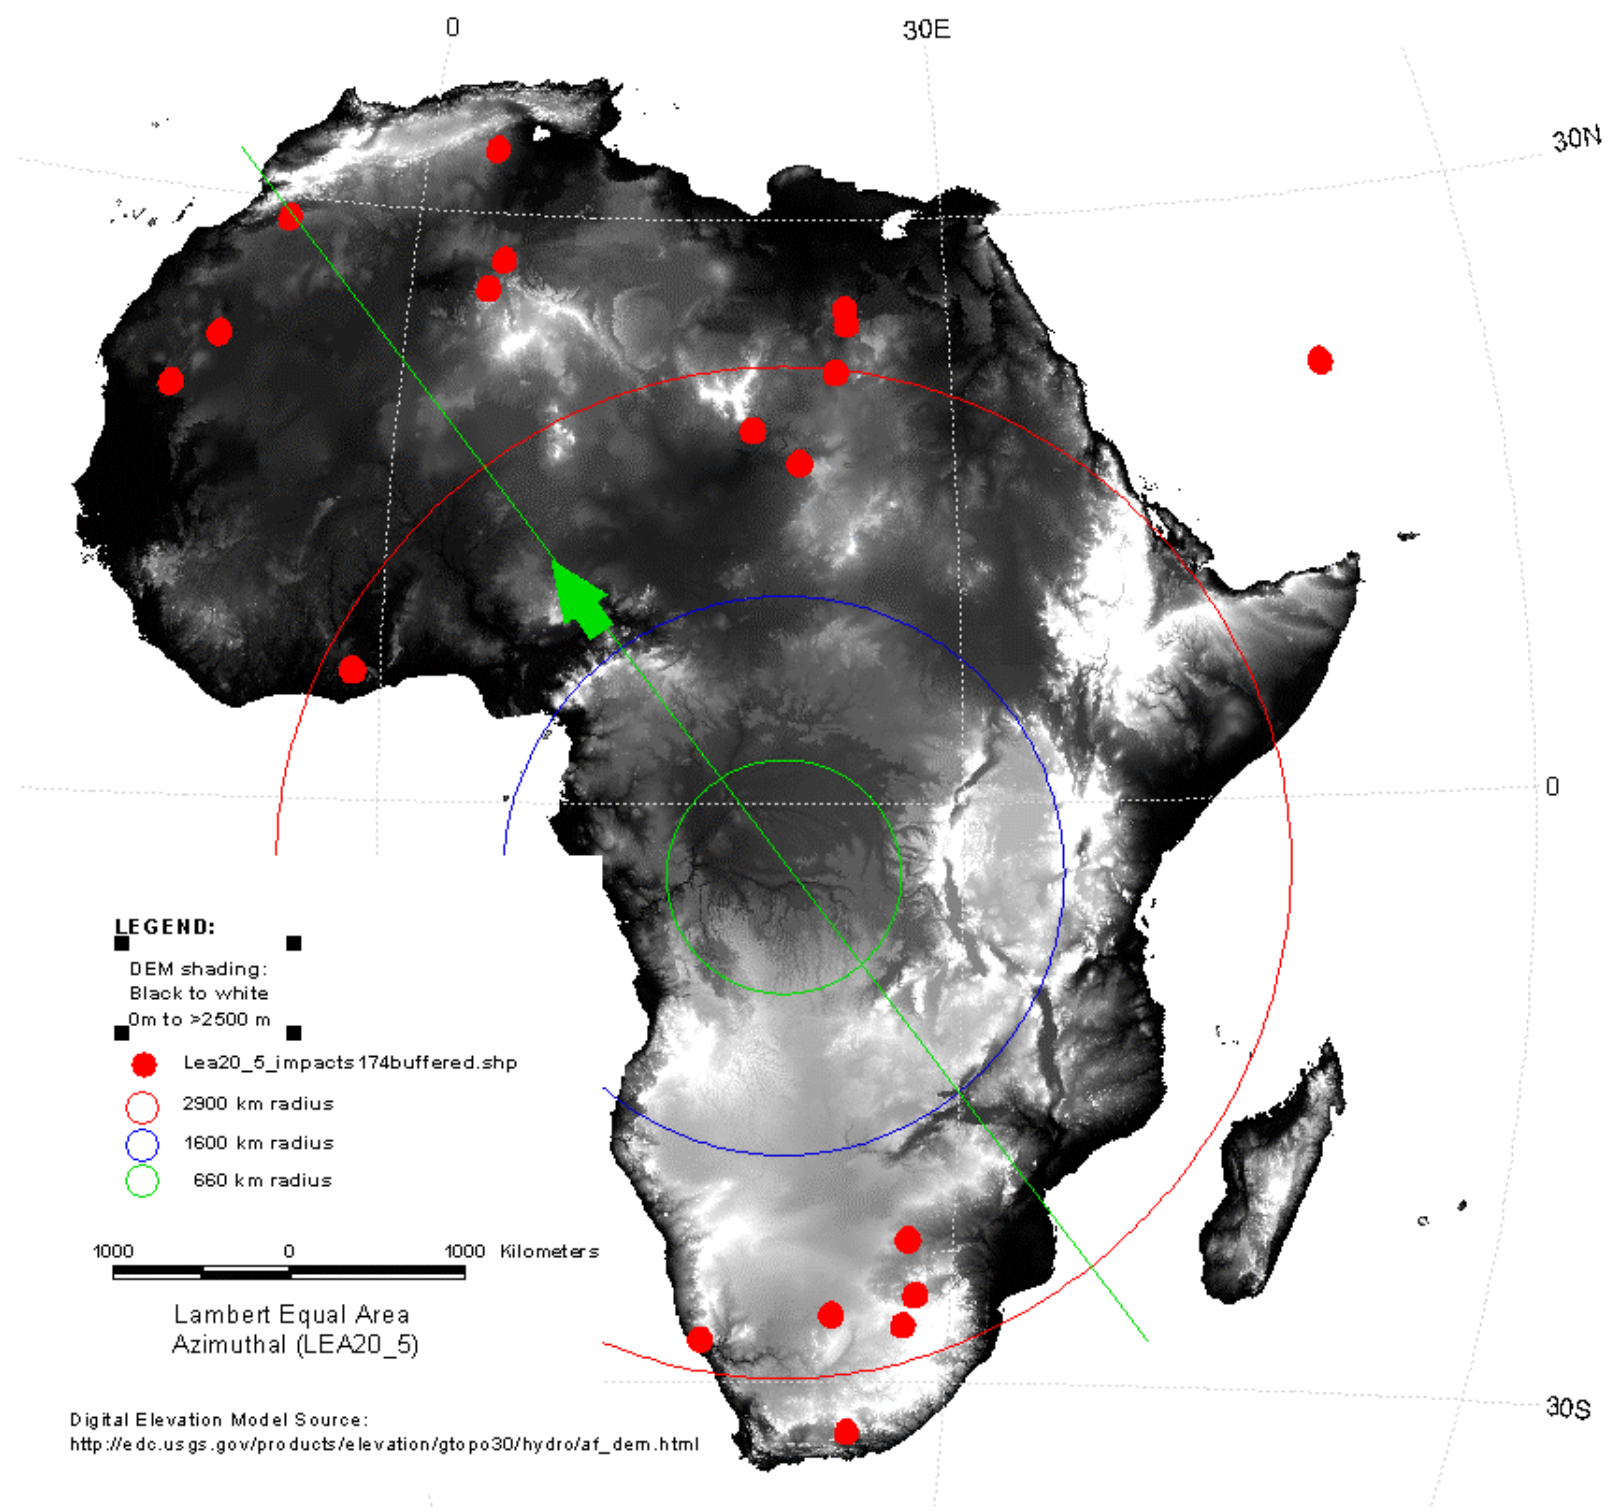 0
30E
30N
0
LEGEND:
DEM shading:
Black to white
0m to >2500 m
Lea20_5_impacts174buffered.shp
2900 km radius
1600 km radius
660 km radius
1000 0 1000 Kilometers
Lambert Equal Area
Azimuthal (LEA20_5)
30S
Digital Elevation Model Source:
http://edc.usgs.gov/products/elevation/gtopo30/hydro/af_dem.html